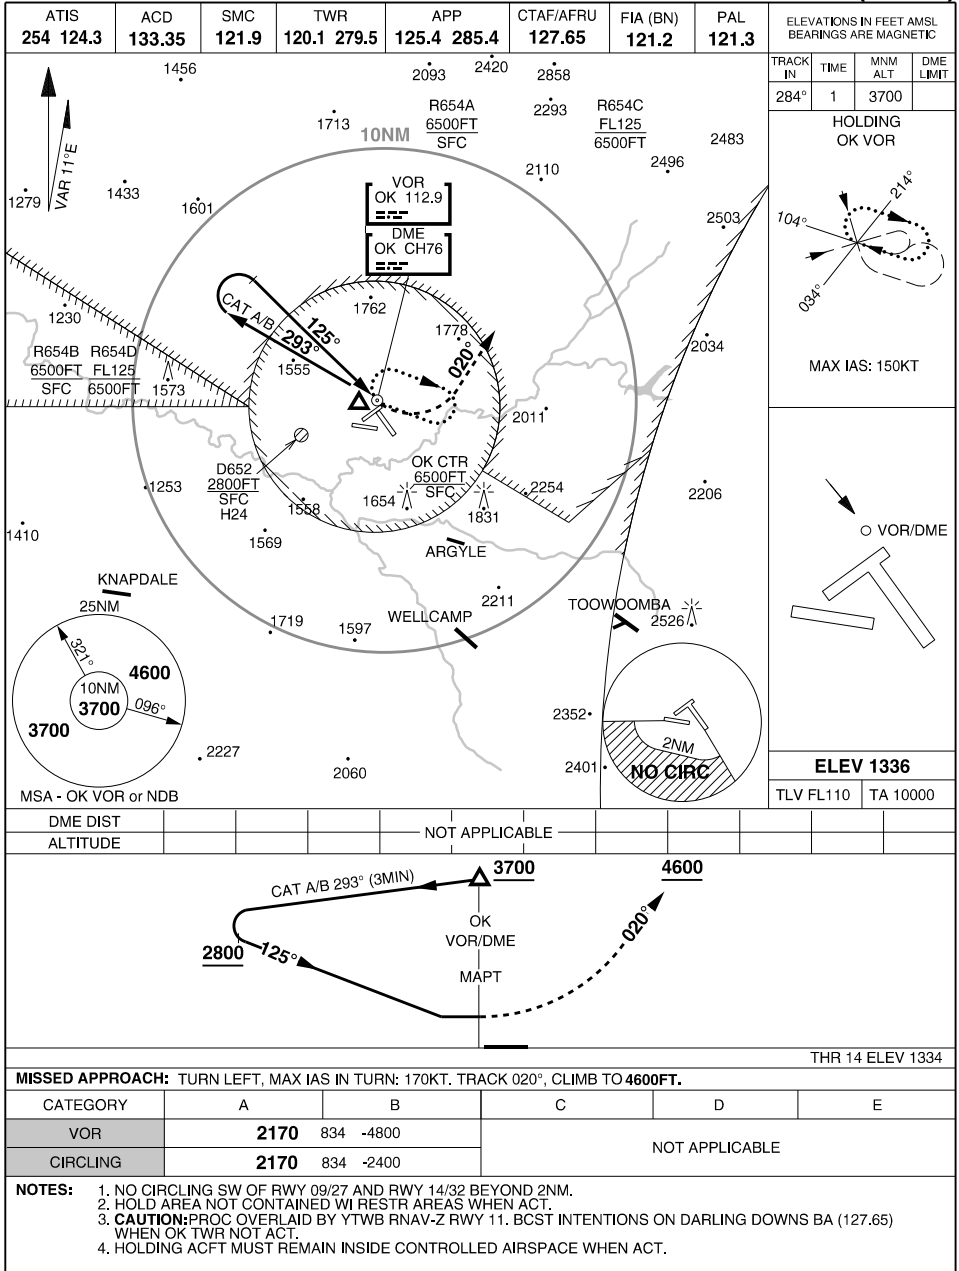 ATIS ACD SMC TWR APP CTAF/AFRU FIA (BN) PAL
254 124.3 133.35 121.9 120.1 279.5 125.4 285.4 127.65 121.2 121.3
ELEVATIONS IN FEET AMSL
BEARINGS ARE MAGNETIC
TRACK IN TIME MNM ALT DME LIMIT
284° 1 3700
HOLDING
OK VOR
214°
104°
034°
MAX IAS: 150KT
VOR/DME
ELEV 1336
TLV FL110 TA 10000
VAR 11°E
1456
2093
2420
2858
2293
R654A
6500FT
SFC
R654C
FL125
6500FT
2483
1713
10NM
2110
2496
1279
1433
1601
2503
VOR
OK 112.9
DME
OK CH76
1230
CAT A/B
293°
125°
1762
1778
020°
2034
R654B
6500FT
SFC
R654D
FL125
6500FT
1573
1555
2011
D652
2800FT
SFC
H24
OK CTR
6500FT
SFC
1253
1558
1654
1831
2254
2206
1410
1569
ARGYLE
KNAPDALE
2211
WELLCAMP
TOOWOOMBA
2526
1719
1597
25NM
321°
4600
10NM
3700
096°
3700
MSA - OK VOR or NDB
2227
2060
2352
2401
2NM
NO CIRC
DME DIST
ALTITUDE
NOT APPLICABLE
CAT A/B 293° (3MIN)
3700
4600
OK
VOR/DME
MAPT
2800
125°
020°
THR 14 ELEV 1334
MISSED APPROACH: TURN LEFT, MAX IAS IN TURN: 170KT. TRACK 020°, CLIMB TO 4600FT.
CATEGORY A B C D E
VOR 2170 834 -4800
CIRCLING 2170 834 -2400
NOT APPLICABLE
NOTES: 1. NO CIRCLING SW OF RWY 09/27 AND RWY 14/32 BEYOND 2NM.
2. HOLD AREA NOT CONTAINED WI RESTR AREAS WHEN ACT.
3. CAUTION: PROC OVERLAID BY YTWB RNAV-Z RWY 11. BCST INTENTIONS ON DARLING DOWNS BA (127.65)
WHEN OK TWR NOT ACT.
4. HOLDING ACFT MUST REMAIN INSIDE CONTROLLED AIRSPACE WHEN ACT.